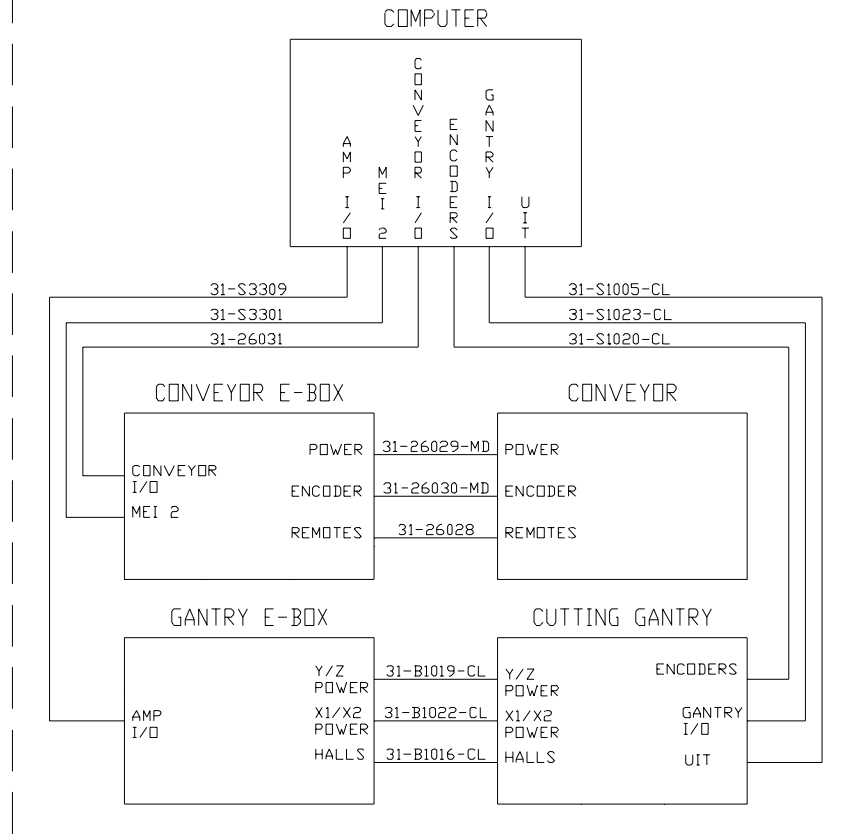 COMPUTER
AMP I/O
MEI 2
CONVEYOR I/O
ENCODERS
GANTRY I/O
UIT
31-S3309
31-S3301
31-26031
31-S1005-CL
31-S1023-CL
31-S1020-CL
CONVEYOR E-BOX
CONVEYOR
I/O
MEI 2
POWER
ENCODER
REMOTES
31-26029-MD
31-26030-MD
31-26028
CONVEYOR
POWER
ENCODER
REMOTES
GANTRY E-BOX
AMP
I/O
Y/Z
POWER
X1/X2
POWER
HALLS
31-B1019-CL
31-B1022-CL
31-B1016-CL
CUTTING GANTRY
Y/Z
POWER
X1/X2
POWER
HALLS
ENCODERS
GANTRY
I/O
UIT